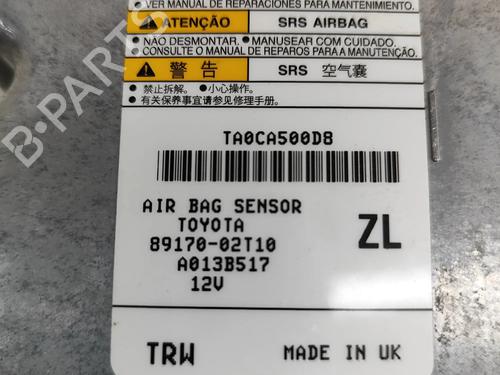 VER MANUAL DE REPARACIONES PARA MANTENIMIENTO.
ATENÇÃO SRS AIRBAG
NÃO DESMONTAR. MANUSEAR COM CUIDADO.
CONSULTAR O MANUAL DE REPAROS PARA A MANUTENÇÃO.
警告 SRS 空气囊
禁止拆解。 小心操作。
有关保养事宜请参见修理手册.
TA0CA500D8
AIR BAG SENSOR
TOYOTA
89170-02T10
ZL
A013B517
12V
TRW MADE IN UK
B-PARTS